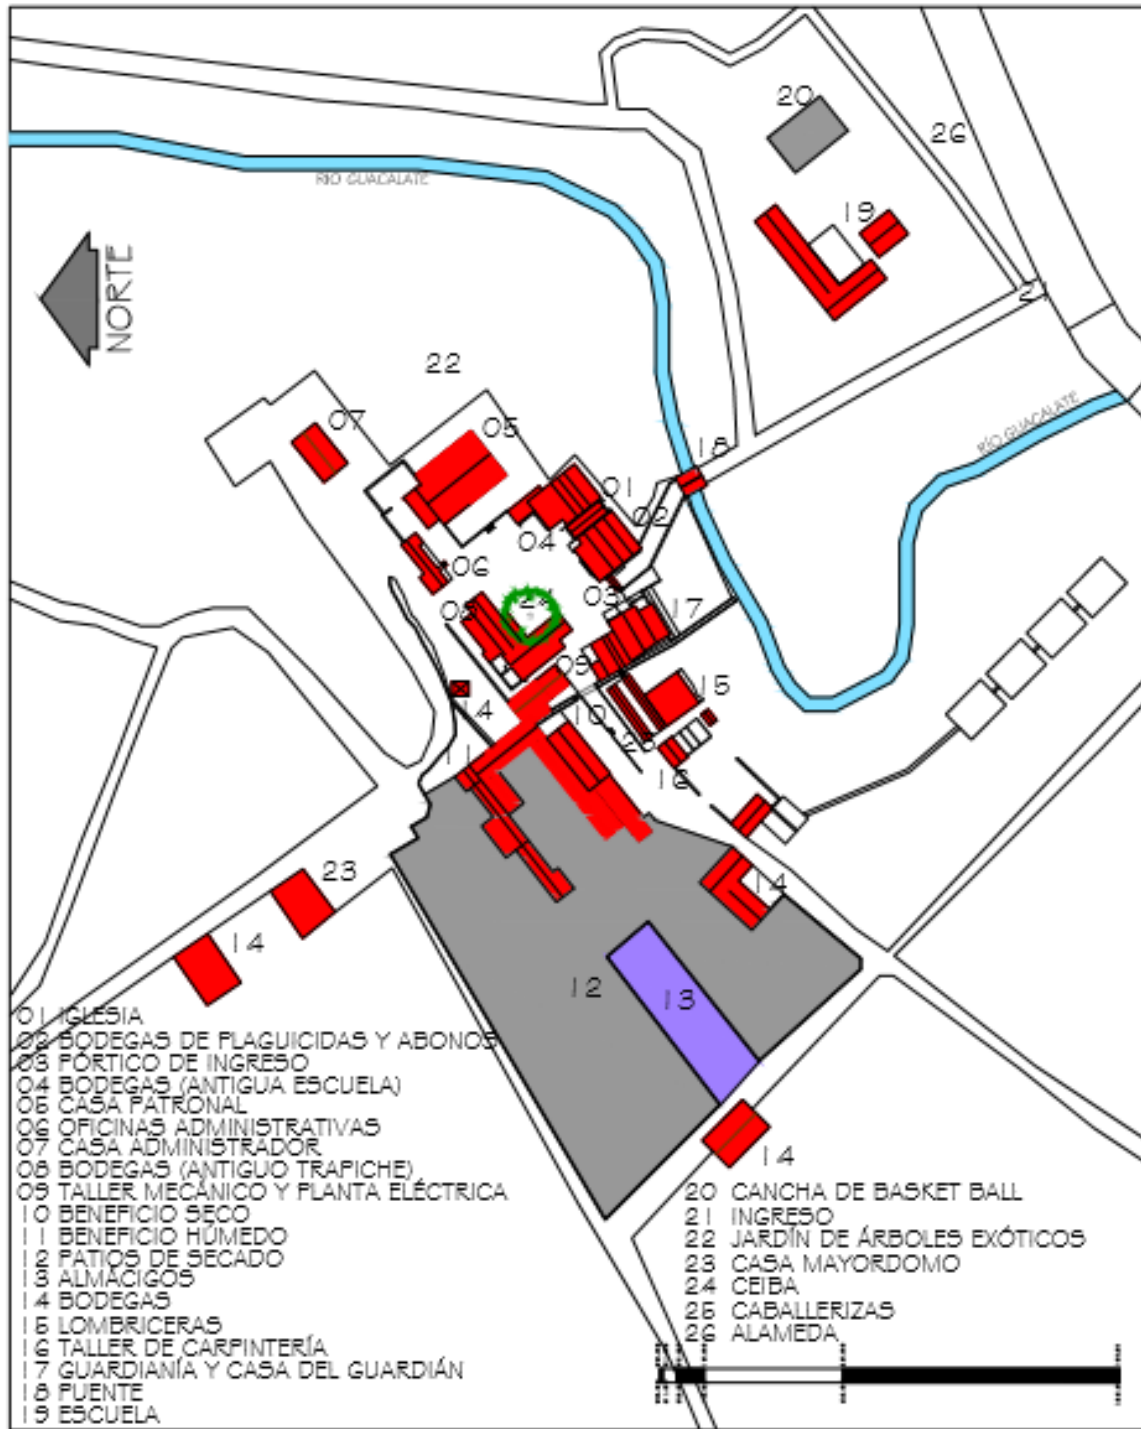 20
26
RIO GUACALATE
19
21
NORTE
22
07
05
18
RÍO GUACALATE
01
02
04
06
24
03
17
08
09
15
14
10
25
11
16
14
23
14
12
13
14
01 IGLESIA
02 BODEGAS DE PLAGUICIDAS Y ABONOS
03 PÓRTICO DE INGRESO
04 BODEGAS (ANTIGUA ESCUELA)
05 CASA PATRONAL
06 OFICINAS ADMINISTRATIVAS
07 CASA ADMINISTRADOR
08 BODEGAS (ANTIGUO TRAPICHE)
09 TALLER MECÁNICO Y PLANTA ELÉCTRICA
10 BENEFICIO SECO
11 BENEFICIO HÚMEDO
12 PATIOS DE SECADO
13 ALMÁCIGOS
14 BODEGAS
15 LOMBRICERAS
16 TALLER DE CARPINTERÍA
17 GUARDIANÍA Y CASA DEL GUARDIÁN
18 PUENTE
19 ESCUELA
20 CANCHA DE BASKET BALL
21 INGRESO
22 JARDÍN DE ÁRBOLES EXÓTICOS
23 CASA MAYORDOMO
24 CEIBA
25 CABALLERIZAS
26 ALAMEDA